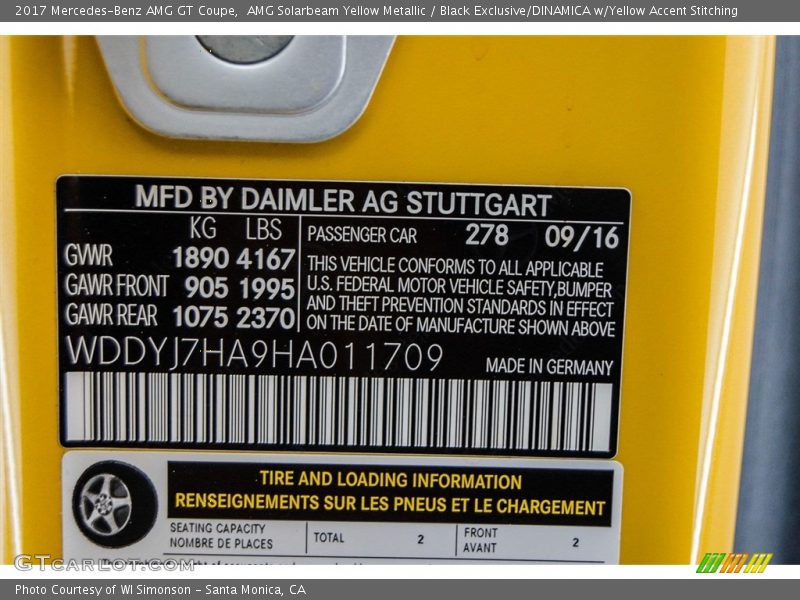 2017 Mercedes-Benz AMG GT Coupe,  AMG Solarbeam Yellow Metallic / Black Exclusive/DINAMICA w/Yellow Accent Stitching
MFD BY DAIMLER AG STUTTGART
KG LBS
GWR 1890 4167
GAWR FRONT 905 1995
GAWR REAR 1075 2370
PASSENGER CAR 278 09/16
THIS VEHICLE CONFORMS TO ALL APPLICABLE
U.S. FEDERAL MOTOR VEHICLE SAFETY,BUMPER
AND THEFT PREVENTION STANDARDS IN EFFECT
ON THE DATE OF MANUFACTURE SHOWN ABOVE
WDDYJ7HA9HA011709 MADE IN GERMANY
TIRE AND LOADING INFORMATION
RENSEIGNEMENTS SUR LES PNEUS ET LE CHARGEMENT
SEATING CAPACITY
NOMBRE DE PLACES
TOTAL 2
FRONT
AVANT 2
GTCarLot.com
Photo Courtesy of WI Simonson - Santa Monica, CA